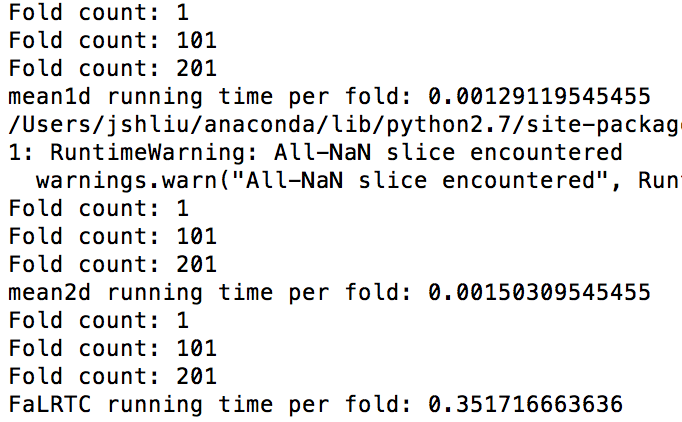 Fold count: 1
Fold count: 101
Fold count: 201
mean1d running time per fold: 0.00129119545455
/Users/jshliu/anaconda/lib/python2.7/site-packag
1: RuntimeWarning: All-NaN slice encountered
  warnings.warn("All-NaN slice encountered", Run
Fold count: 1
Fold count: 101
Fold count: 201
mean2d running time per fold: 0.00150309545455
Fold count: 1
Fold count: 101
Fold count: 201
FaLRTC running time per fold: 0.351716663636